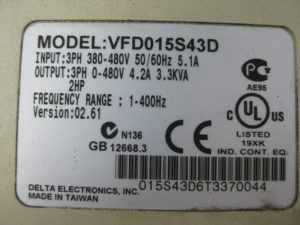 MODEL:VFD015S43D
INPUT:3PH 380-480V 50/60Hz 5.1A
OUTPUT:3PH 0-480V 4.2A 3.3KVA
2HP
FREQUENCY RANGE : 1-400Hz
Version:02.61
AE95
N136
GB 12668.3
C UL US
LISTED
19XK
IND. CONT. EQ.
015S43D6T3370044
DELTA ELECTRONICS, INC.
MADE IN TAIWAN